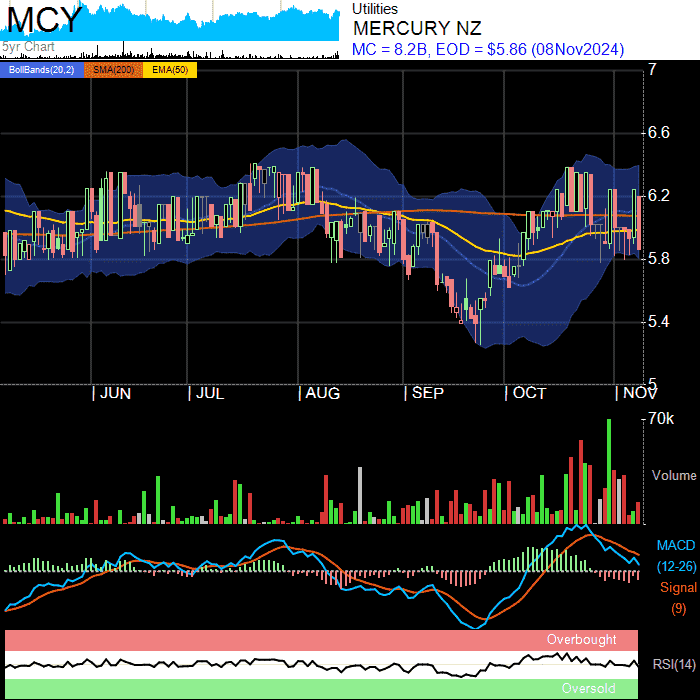 MCY
5yr Chart
Utilities
MERCURY NZ
MC = 8.2B, EOD = $5.86 (08Nov2024)
BollBands(20,2) SMA(200) EMA(50)
7
6.6
6.2
5.8
5.4
5
JUN JUL AUG SEP OCT NOV
70k
Volume
MACD
(12-26)
Signal
(9)
Overbought
RSI(14)
Oversold